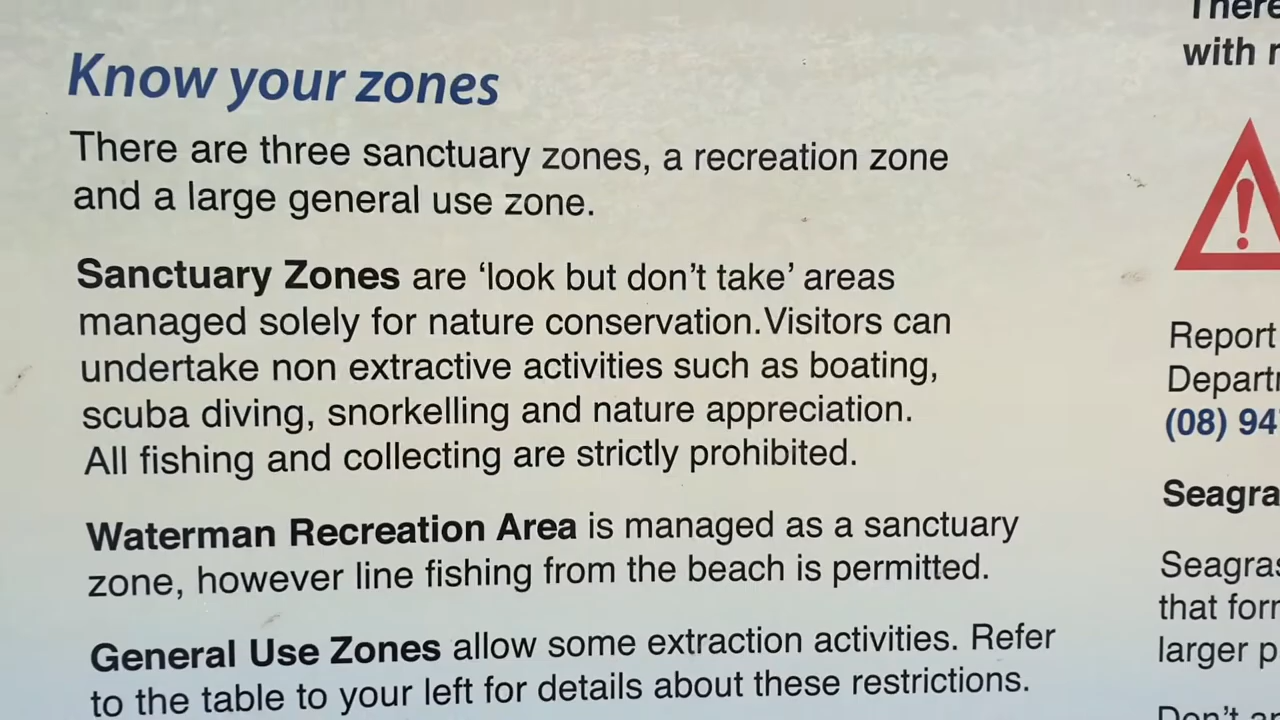 Know your zones
There are three sanctuary zones, a recreation zone
and a large general use zone.
Sanctuary Zones are ‘look but don’t take’ areas
managed solely for nature conservation. Visitors can
undertake non extractive activities such as boating,
scuba diving, snorkelling and nature appreciation.
All fishing and collecting are strictly prohibited.
Waterman Recreation Area is managed as a sanctuary
zone, however line fishing from the beach is permitted.
General Use Zones allow some extraction activities. Refer
to the table to your left for details about these restrictions.
There
with
Report
(08) 94
larger
Don’t